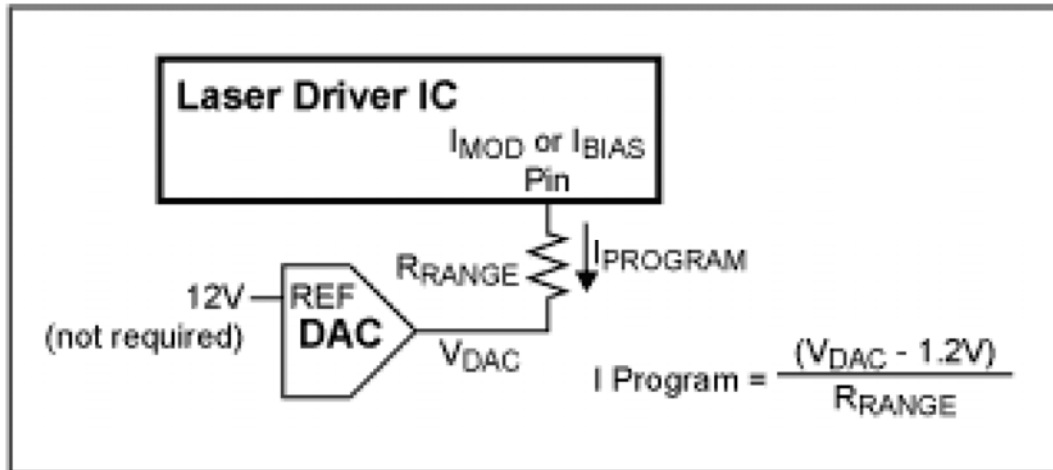 Laser Driver IC
IMOD or IBIAS
Pin
RRANGE
IPROGRAM
12V
(not required)
REF
DAC
VDAC
I Program = (VDAC - 1.2V)
RRANGE